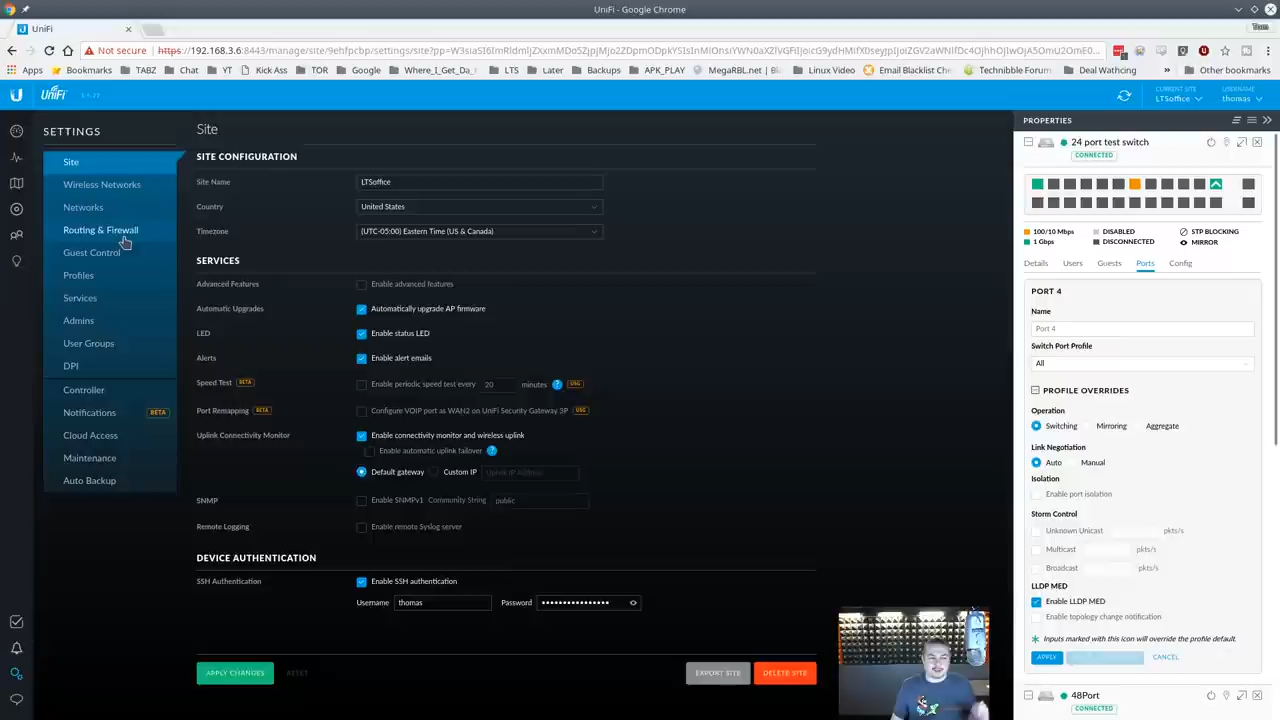 UniFi - Google Chrome
UniFi
Tom
Not secure
Apps
Bookmarks
TABZ
Chat
YT
Kick Ass
TOR
Google
Where_I_Get_Da_
LTS
Later
Backups
APK_PLAY
MegaRBL.net | Bl
Linux Video
Email Blacklist Che
Technibble Forum
Deal Wathcing
»
Other bookmarks
UniFi
CURRENT SITE
LTSoffice
USERNAME
thomas
SETTINGS
Site
Wireless Networks
Networks
Routing & Firewall
Guest Control
Profiles
Services
Admins
User Groups
DPI
Controller
Notifications BETA
Cloud Access
Maintenance
Auto Backup
Site
SITE CONFIGURATION
Site Name LTSoffice
Country United States
Timezone (UTC-05:00) Eastern Time (US & Canada)
SERVICES
Advanced Features Enable advanced features
Automatic Upgrades Automatically upgrade AP firmware
LED Enable status LED
Alerts Enable alert emails
Speed Test BETA Enable periodic speed test every 20 minutes ? USG
Port Remapping BETA Configure VOIP port as WAN2 on UniFi Security Gateway 3P USG
Uplink Connectivity Monitor Enable connectivity monitor and wireless uplink
Enable automatic uplink failover ?
Default gateway Custom IP Uplink IP Address
SNMP Enable SNMPv1 Community String public
Remote Logging Enable remote Syslog server
DEVICE AUTHENTICATION
SSH Authentication Enable SSH authentication
Username thomas Password ••••••••••••••••
APPLY CHANGES RESET EXPORT SITE DELETE SITE
PROPERTIES
24 port test switch
CONNECTED
100/10 Mbps DISABLED STP BLOCKING
1 Gbps DISCONNECTED MIRROR
Details Users Guests Ports Config
PORT 4
Name
Port 4
Switch Port Profile
All
PROFILE OVERRIDES
Operation
Switching Mirroring Aggregate
Link Negotiation
Auto Manual
Isolation
Enable port isolation
Storm Control
Unknown Unicast pkts/s
Multicast pkts/s
Broadcast pkts/s
LLDP MED
Enable LLDP MED
Enable topology change notification
Inputs marked with this icon will override the profile default.
APPLY CANCEL
48Port
CONNECTED